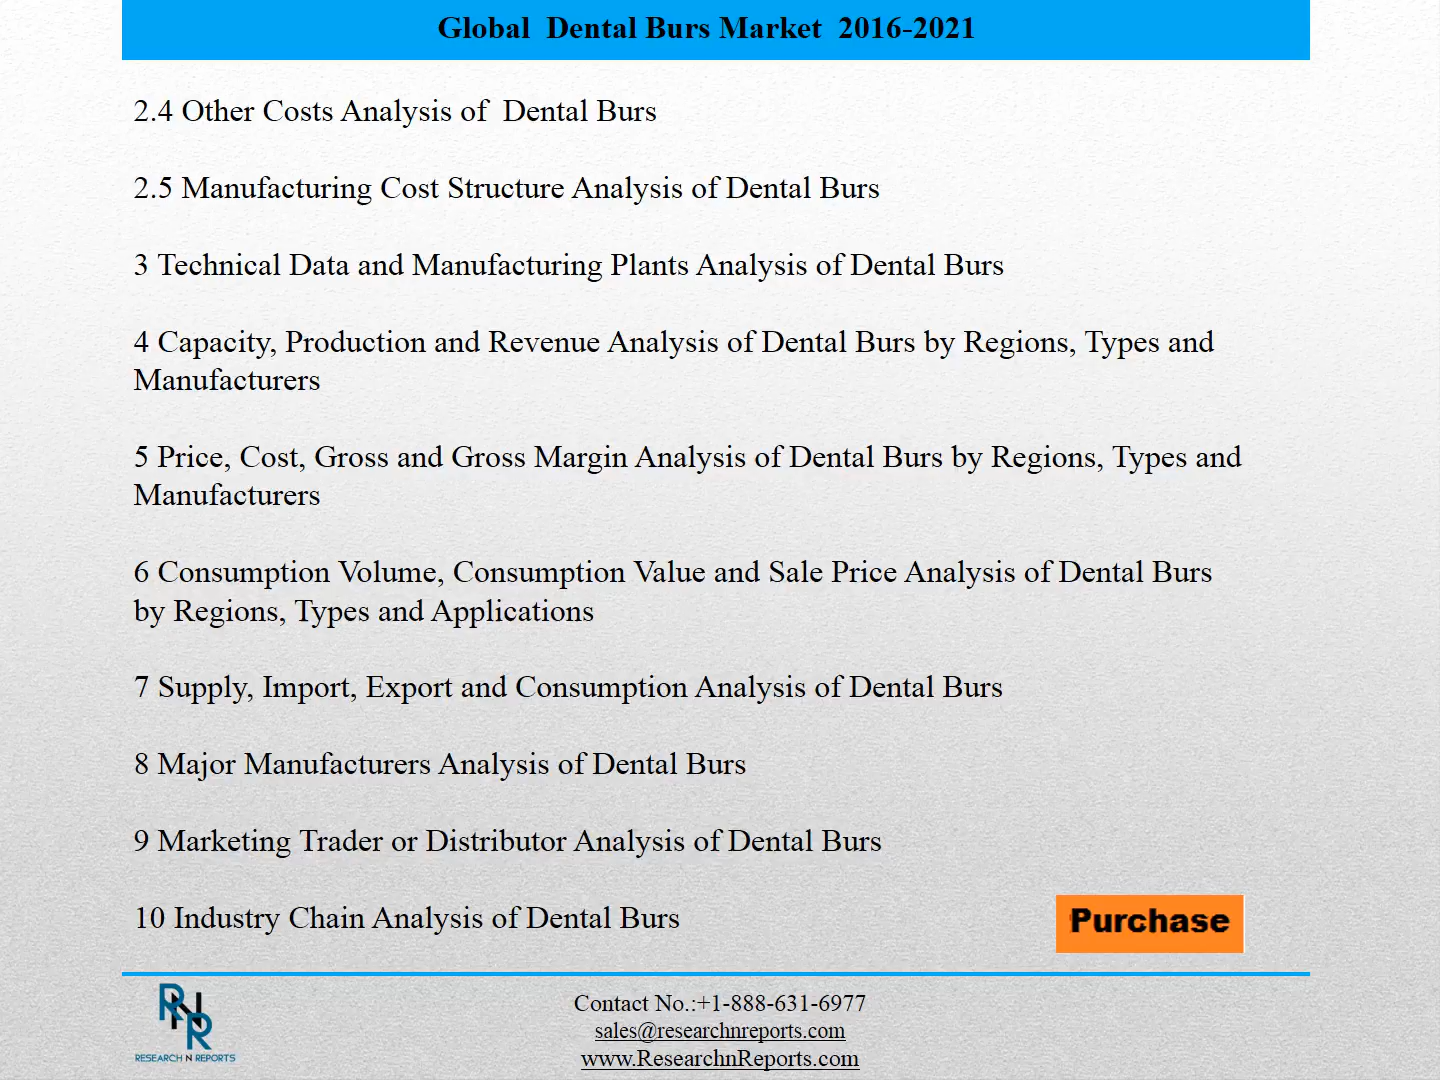 Global Dental Burs Market 2016-2021
2.4 Other Costs Analysis of Dental Burs
2.5 Manufacturing Cost Structure Analysis of Dental Burs
3 Technical Data and Manufacturing Plants Analysis of Dental Burs
4 Capacity, Production and Revenue Analysis of Dental Burs by Regions, Types and
Manufacturers
5 Price, Cost, Gross and Gross Margin Analysis of Dental Burs by Regions, Types and
Manufacturers
6 Consumption Volume, Consumption Value and Sale Price Analysis of Dental Burs
by Regions, Types and Applications
7 Supply, Import, Export and Consumption Analysis of Dental Burs
8 Major Manufacturers Analysis of Dental Burs
9 Marketing Trader or Distributor Analysis of Dental Burs
10 Industry Chain Analysis of Dental Burs
Purchase
RNR
RESEARCH N REPORTS
Contact No.:+1-888-631-6977
sales@researchnreports.com
www.ResearchnReports.com